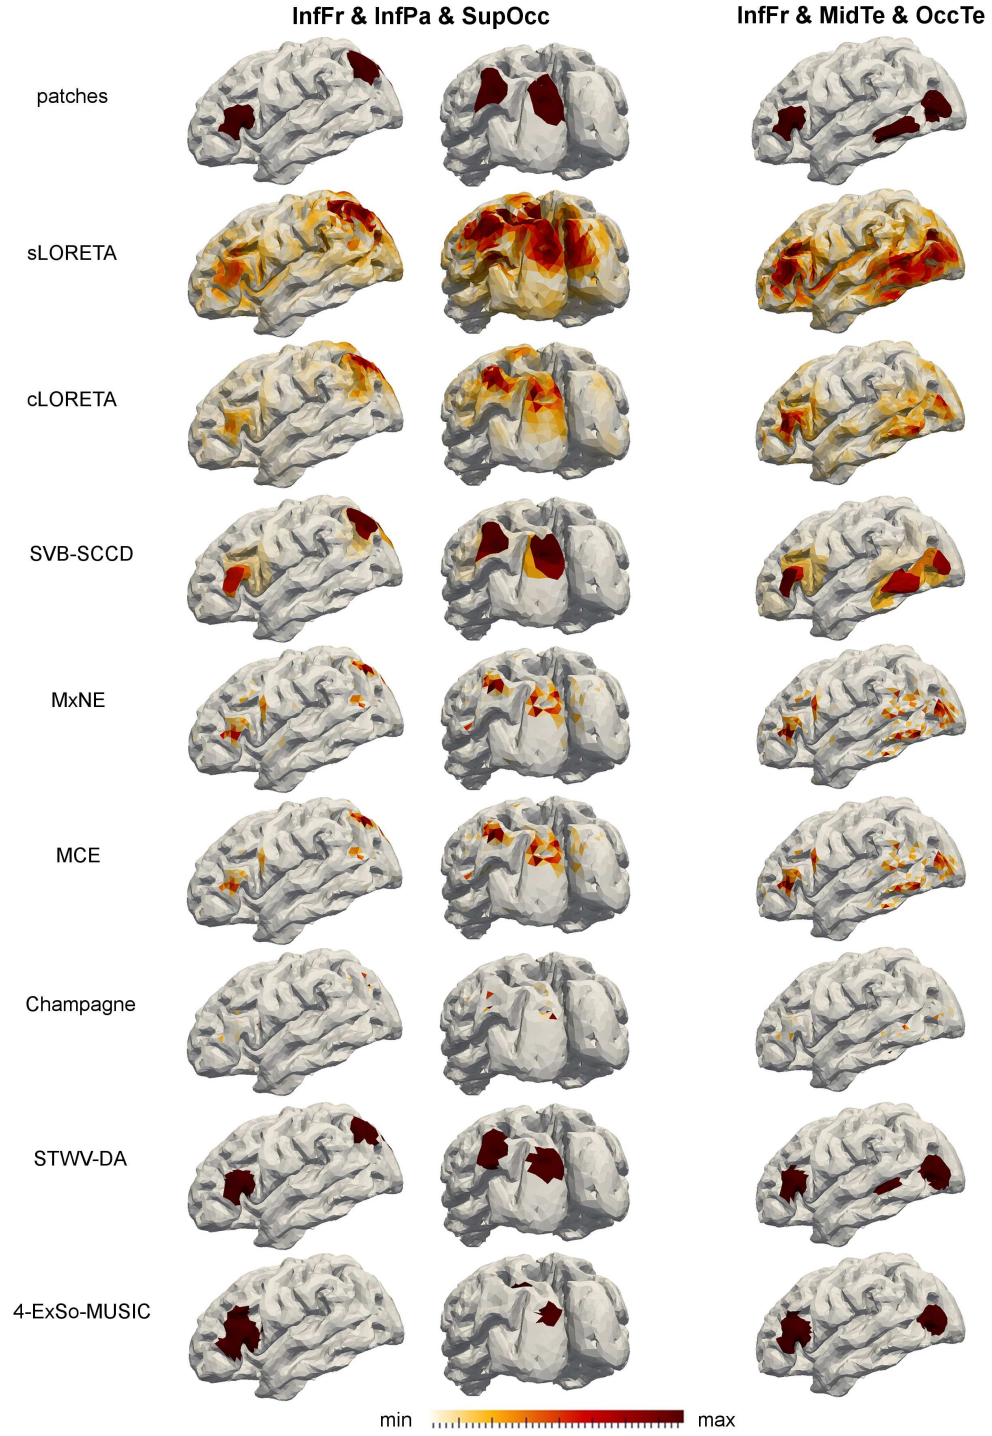 InfFr & InfPa & SupOcc
InfFr & MidTe & OccTe
patches
sLORETA
cLORETA
SVB-SCCD
MxNE
MCE
Champagne
STWV-DA
4-ExSo-MUSIC
min
max